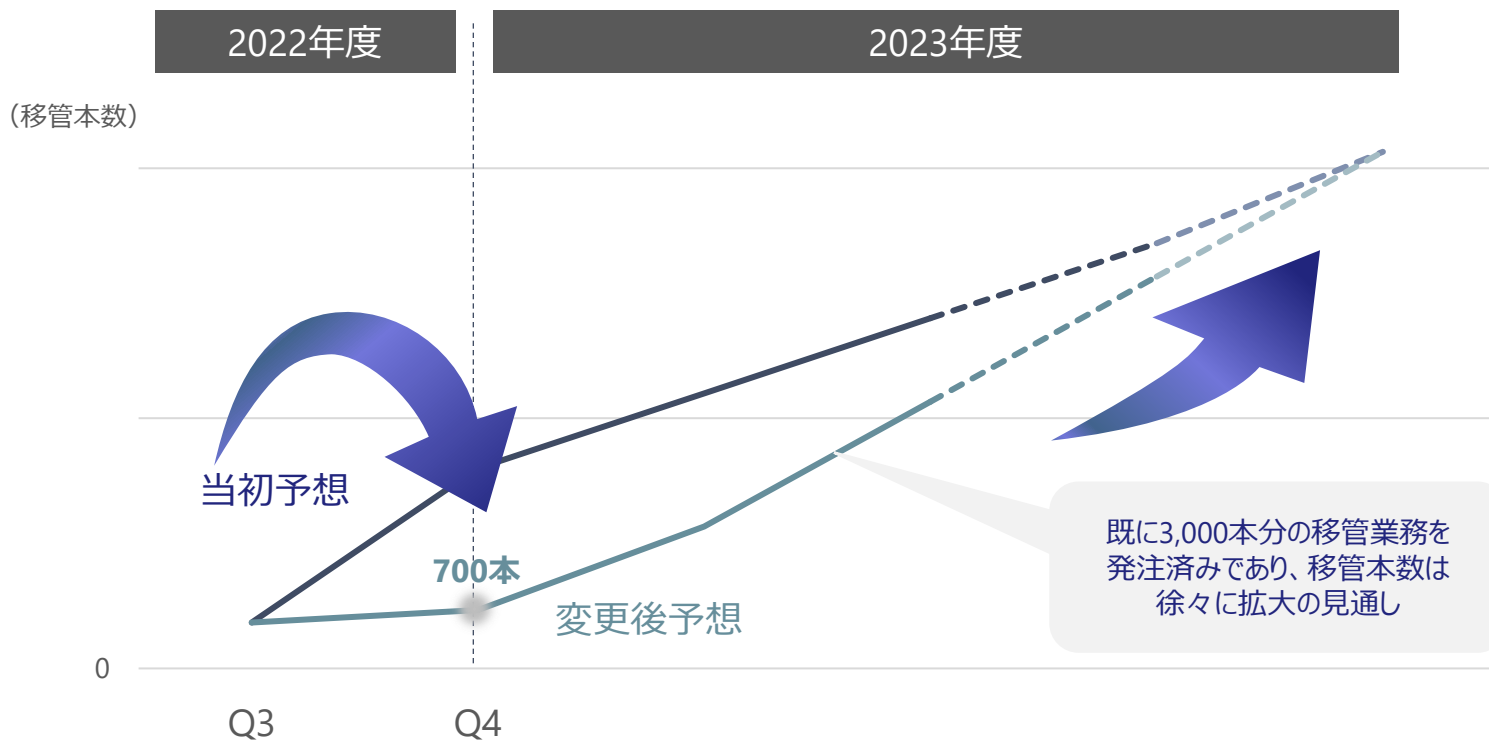 2022年度
2023年度
（移管本数）
当初予想
700本
変更後予想
既に3,000本分の移管業務を
発注済みであり、移管本数は
徐々に拡大の見通し
0
Q3
Q4